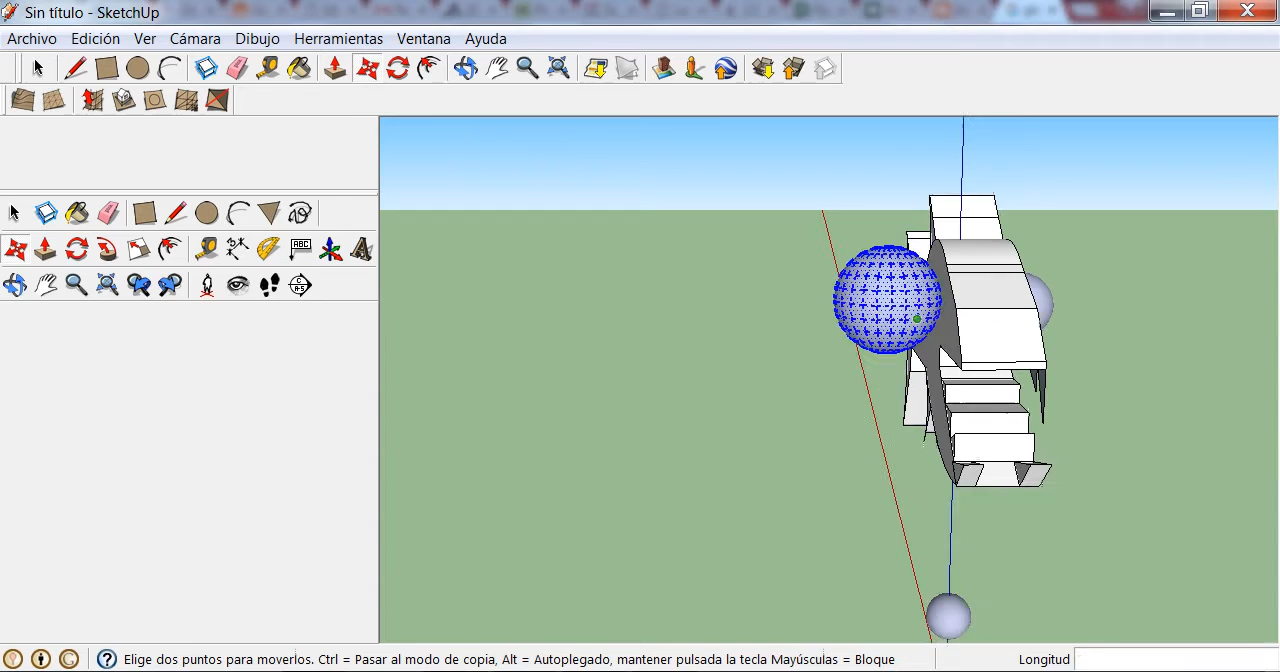 Sin título - SketchUp
Archivo Edición Ver Cámara Dibujo Herramientas Ventana Ayuda
ABC
Elige dos puntos para moverlos. Ctrl = Pasar al modo de copia, Alt = Autoplegado, mantener pulsada la tecla Mayúsculas = Bloque
Longitud